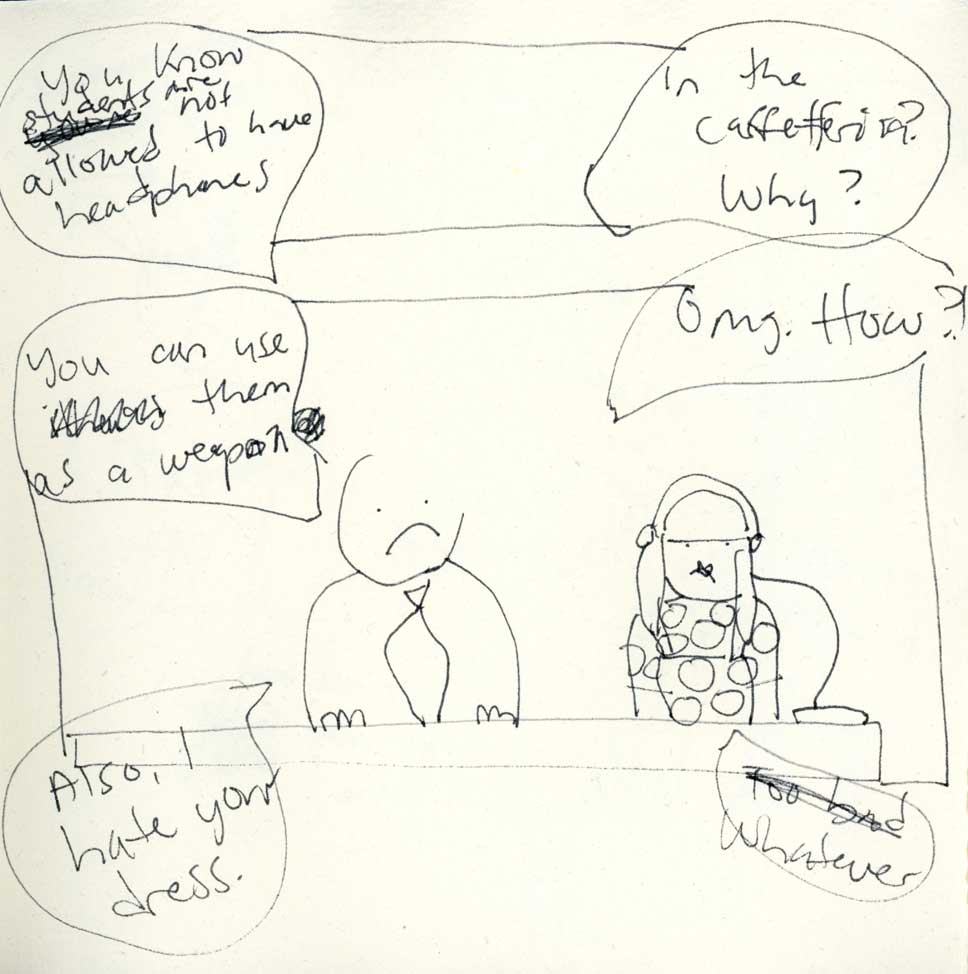 You know
students are
not
allowed to have
headphones
In the
caffetferia?
Why?
You can use
them
as a weapon
Omg. How?!
Also, I
hate your
dress.
Too bad
Whatever